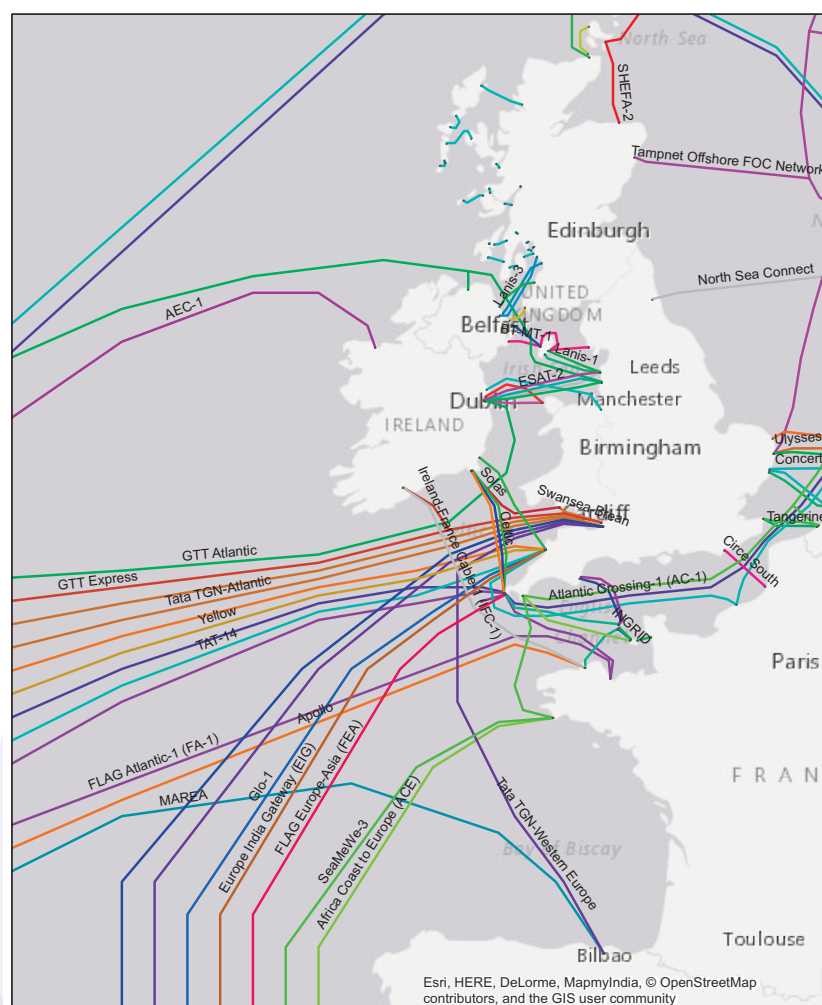 North Sea
SHEFA-2
Tampnet Offshore FOC Network
Edinburgh
North Sea Connect
AEC-1
Lanis-3
UNITED
KINGDOM
Belfast
BT-MT-1
Lanis-1
Leeds
ESAT-2
Dublin
Manchester
IRELAND
Birmingham
Ulysses
Concert
Solas
Ireland-France Cable-1 (IFC-1)
Swansea-Brean
Cardiff
Celtic
Tangerine
GTT Atlantic
Circe South
GTT Express
Tata TGN-Atlantic
Atlantic Crossing-1 (AC-1)
Yellow
INGRID
TAT-14
Paris
Apollo
FLAG Atlantic-1 (FA-1)
Glo-1
Europe India Gateway (EIG)
FLAG Europe-Asia (FEA)
F R A N
MAREA
Tata TGN-Western Europe
SeaMeWe-3
Africa Coast to Europe (ACE)
Bay of Biscay
Toulouse
Bilbao
Esri, HERE, DeLorme, MapmyIndia, © OpenStreetMap
contributors, and the GIS user community